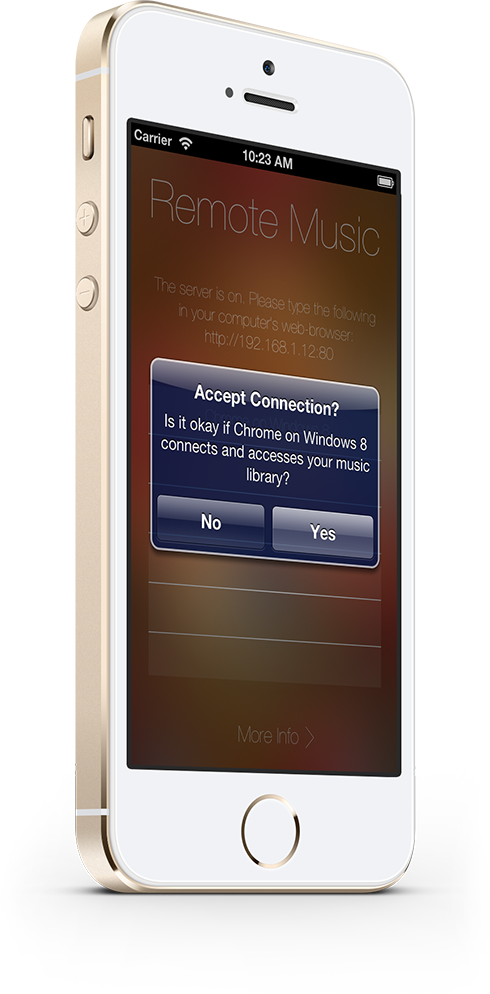 Carrier
10:23 AM
Remote Music
The server is on. Please type the following
in your computer's web-browser:
http://192.168.1.12:80
Accept Connection?
Is it okay if Chrome on Windows 8
connects and accesses your music
library?
No
Yes
More Info